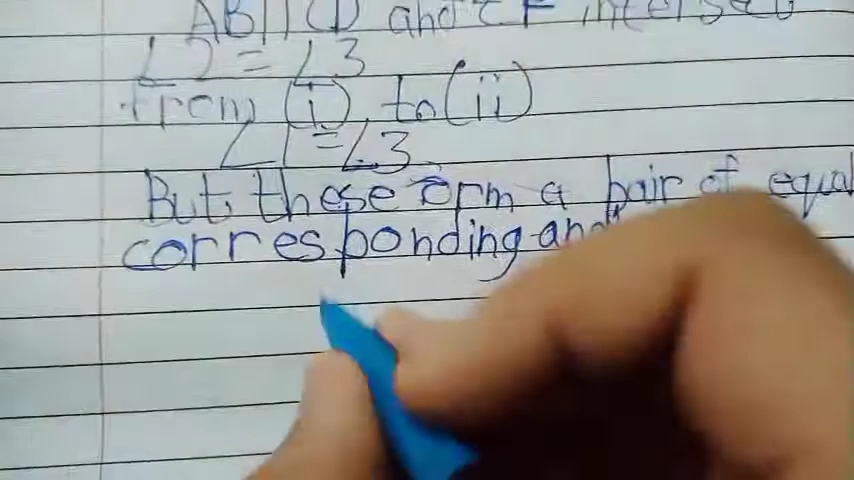 AB||CD and EF intersect
∠2 = ∠3
from (i) to (ii)
∠1 = ∠3
But these form a pair of equal
corresponding